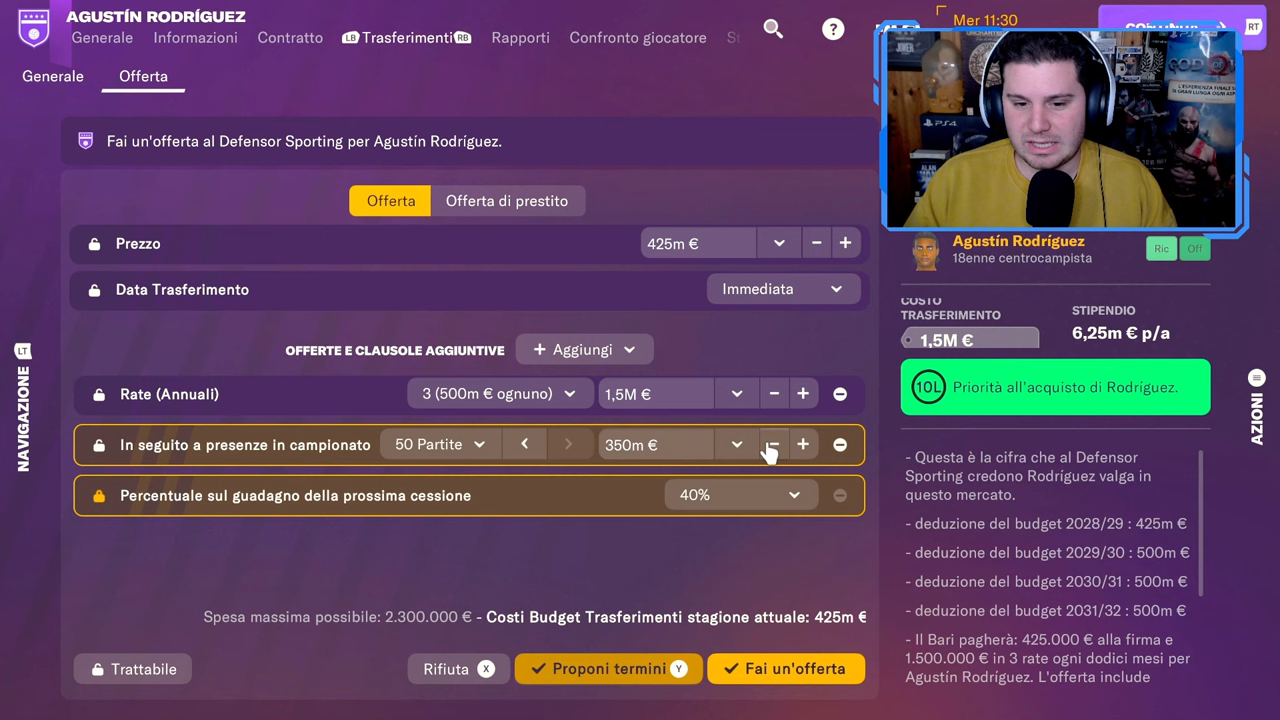 AGUSTÍN RODRÍGUEZ
Generale Informazioni Contratto LB Trasferimenti RB Rapporti Confronto giocatore
Mer 11:30
RT
Generale Offerta
Fai un'offerta al Defensor Sporting per Agustín Rodríguez.
Offerta Offerta di prestito
Prezzo 425m €
Data Trasferimento Immediata
OFFERTE E CLAUSOLE AGGIUNTIVE + Aggiungi
Rate (Annuali) 3 (500m € ognuno) 1,5M €
In seguito a presenze in campionato 50 Partite 350m €
Percentuale sul guadagno della prossima cessione 40%
Spesa massima possibile: 2.300.000 € - Costi Budget Trasferimenti stagione attuale: 425m €
Trattabile Rifiuta X Proponi termini Y Fai un'offerta
LT
NAVIGAZIONE
PS4
L'ESPERIENZA FINALE
Agustín Rodríguez
18enne centrocampista
Ric Off
COSTO TRASFERIMENTO
1,5M €
STIPENDIO
6,25m € p/a
10L Priorità all'acquisto di Rodríguez.
- Questa è la cifra che al Defensor
Sporting credono Rodríguez valga in
questo mercato.
- deduzione del budget 2028/29 : 425m €
- deduzione del budget 2029/30 : 500m €
- deduzione del budget 2030/31 : 500m €
- deduzione del budget 2031/32 : 500m €
- Il Bari pagherà: 425.000 € alla firma e
1.500.000 € in 3 rate ogni dodici mesi per
Agustín Rodríguez. L'offerta include
AZIONI